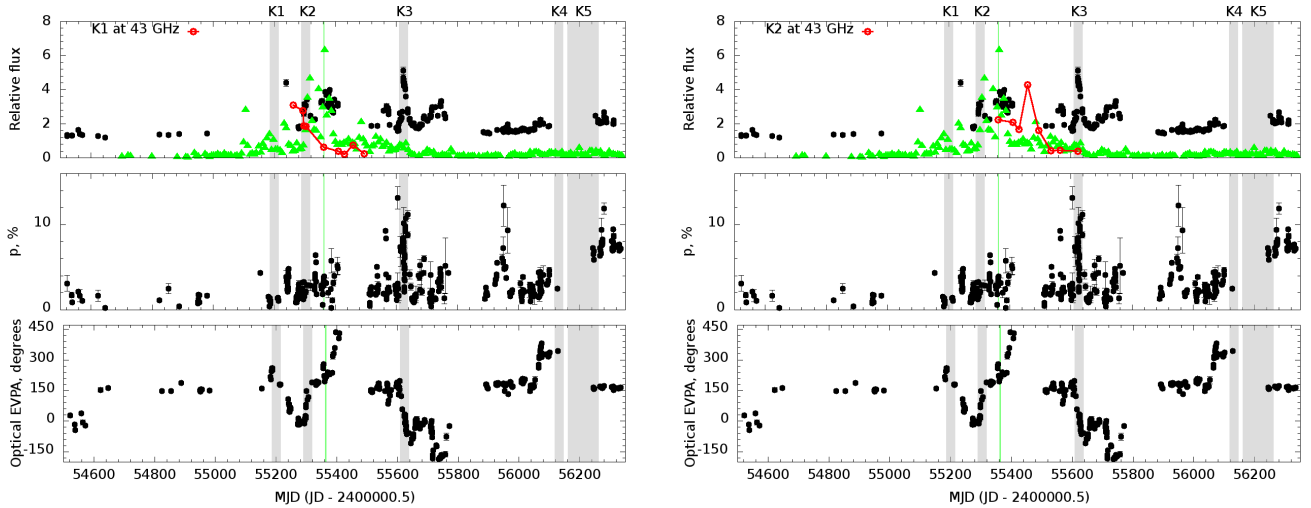 K1 K2 K3 K4 K5
K1 at 43 GHz
Relative flux
8
6
4
2
0
p, %
10
0
Optical EVPA, degrees
450
300
150
0
-150
54600 54800 55000 55200 55400 55600 55800 56000 56200
MJD (JD - 2400000.5)
K1 K2 K3 K4 K5
K2 at 43 GHz
Relative flux
8
6
4
2
0
p, %
10
0
Optical EVPA, degrees
450
300
150
0
-150
54600 54800 55000 55200 55400 55600 55800 56000 56200
MJD (JD - 2400000.5)